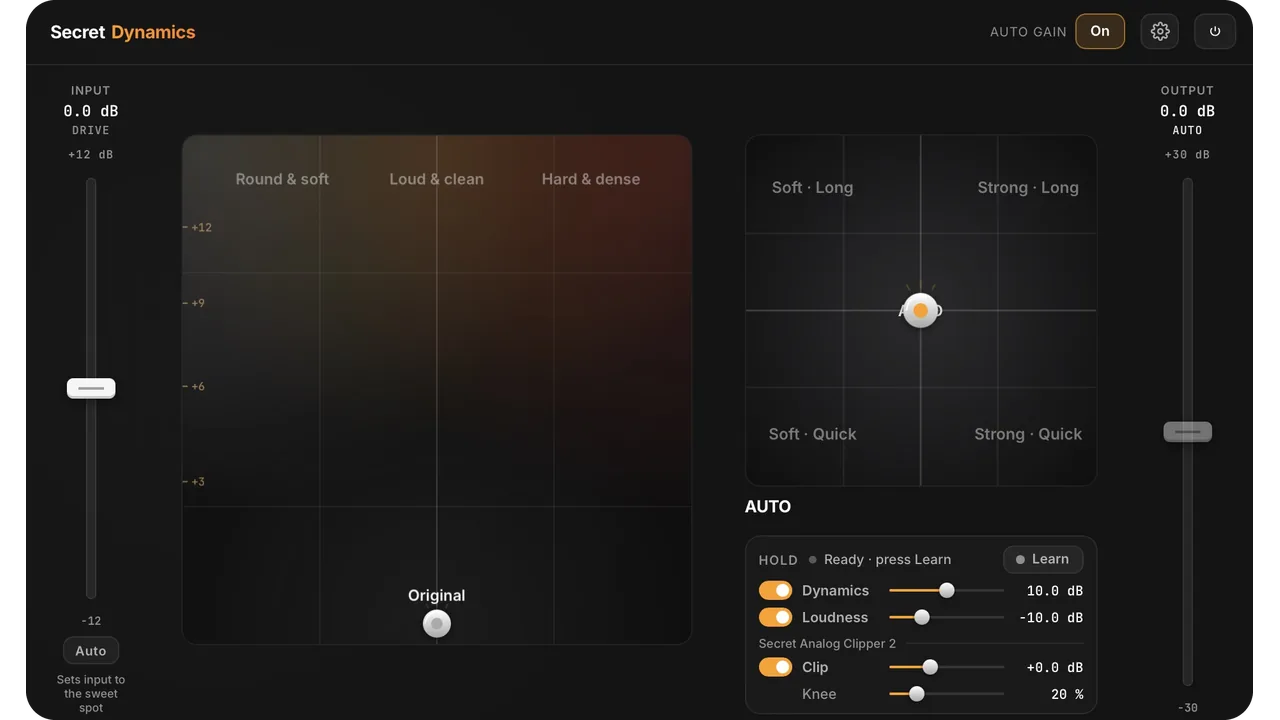 Secret Dynamics
AUTO GAIN On
INPUT
0.0 dB
DRIVE
+12 dB
-12
Auto
Sets input to
the sweet
spot
Round & soft
Loud & clean
Hard & dense
+12
+9
+6
+3
Original
Soft · Long
Strong · Long
Soft · Quick
Strong · Quick
AUTO
HOLD Ready · press Learn Learn
Dynamics 10.0 dB
Loudness -10.0 dB
Secret Analog Clipper 2
Clip +0.0 dB
Knee 20 %
OUTPUT
0.0 dB
AUTO
+30 dB
-30